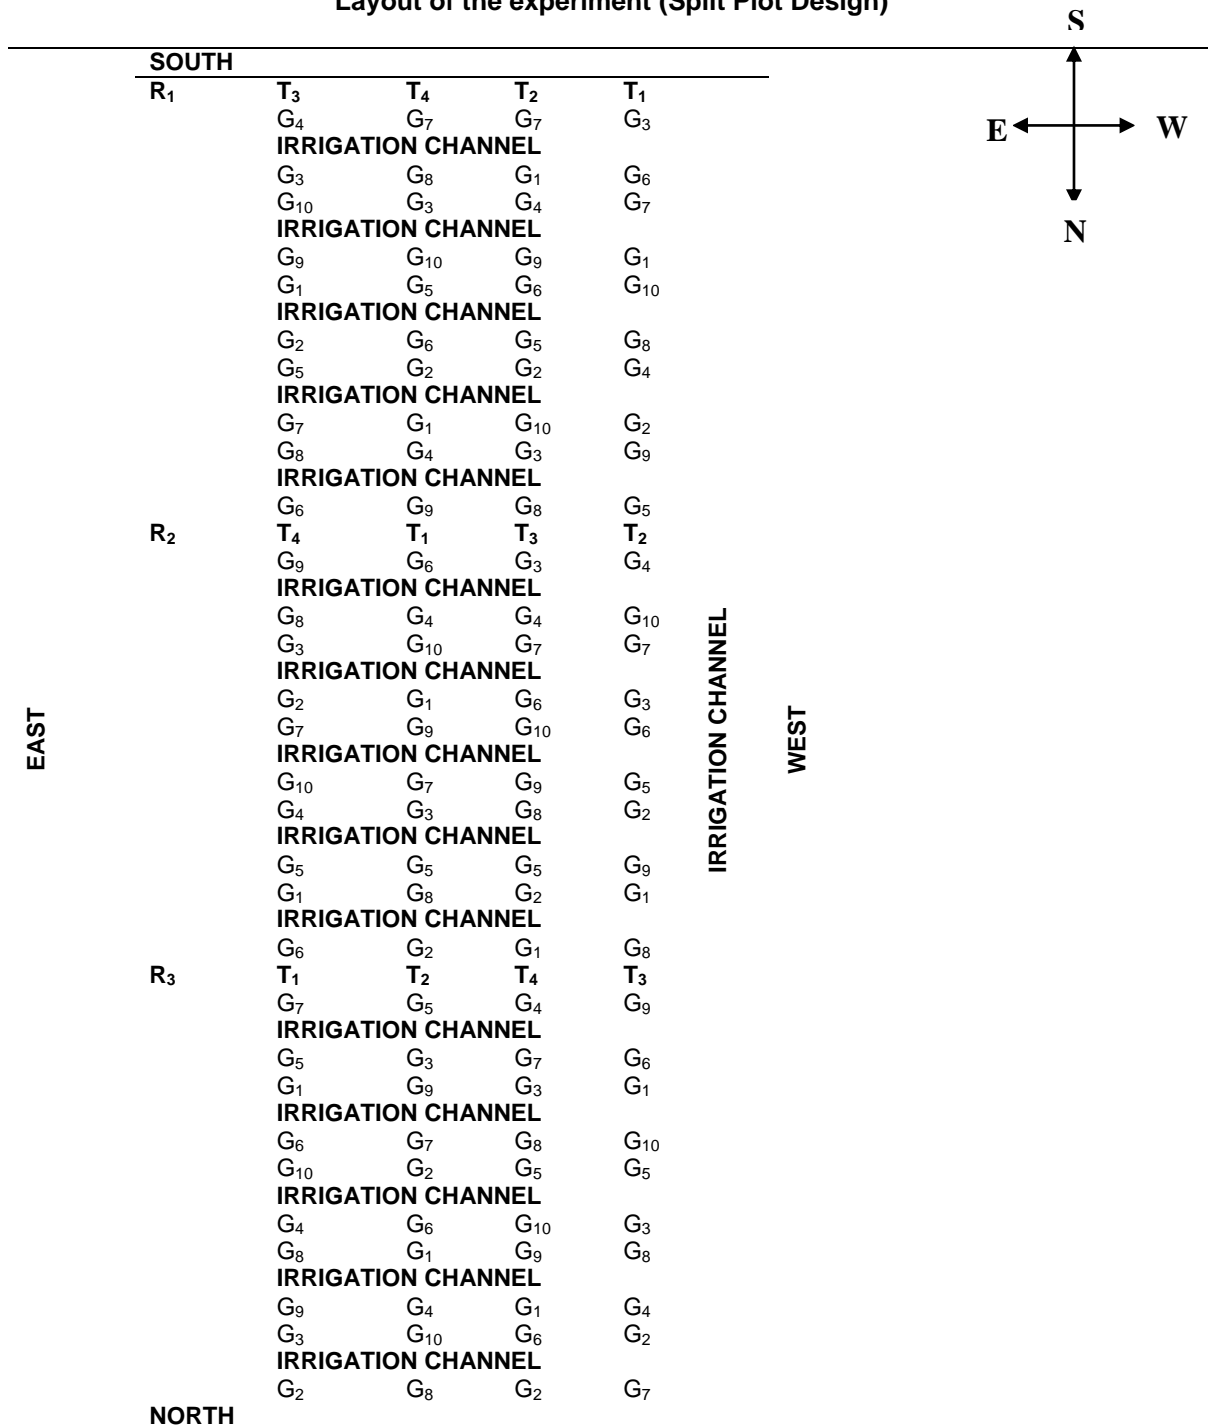 Layout of the experiment (Split Plot Design)
S
SOUTH
R₁ T₃ T₄ T₂ T₁
G₄ G₇ G₇ G₃
E W
IRRIGATION CHANNEL
G₃ G₈ G₁ G₆
G₁₀ G₃ G₄ G₇
IRRIGATION CHANNEL
N
G₉ G₁₀ G₉ G₁
G₁ G₅ G₆ G₁₀
IRRIGATION CHANNEL
G₂ G₆ G₅ G₈
G₅ G₂ G₂ G₄
IRRIGATION CHANNEL
G₇ G₁ G₁₀ G₂
G₈ G₄ G₃ G₉
IRRIGATION CHANNEL
G₆ G₉ G₈ G₅
R₂ T₄ T₁ T₃ T₂
G₉ G₆ G₃ G₄
IRRIGATION CHANNEL
G₈ G₄ G₄ G₁₀
G₃ G₁₀ G₇ G₇
IRRIGATION CHANNEL
G₂ G₁ G₆ G₃
G₇ G₉ G₁₀ G₆
EAST
IRRIGATION CHANNEL
IRRIGATION CHANNEL
WEST
G₁₀ G₇ G₉ G₅
G₄ G₃ G₈ G₂
IRRIGATION CHANNEL
G₅ G₅ G₅ G₉
G₁ G₈ G₂ G₁
IRRIGATION CHANNEL
G₆ G₂ G₁ G₈
R₃ T₁ T₂ T₄ T₃
G₇ G₅ G₄ G₉
IRRIGATION CHANNEL
G₅ G₃ G₇ G₆
G₁ G₉ G₃ G₁
IRRIGATION CHANNEL
G₆ G₇ G₈ G₁₀
G₁₀ G₂ G₅ G₅
IRRIGATION CHANNEL
G₄ G₆ G₁₀ G₃
G₈ G₁ G₉ G₈
IRRIGATION CHANNEL
G₉ G₄ G₁ G₄
G₃ G₁₀ G₆ G₂
IRRIGATION CHANNEL
G₂ G₈ G₂ G₇
NORTH